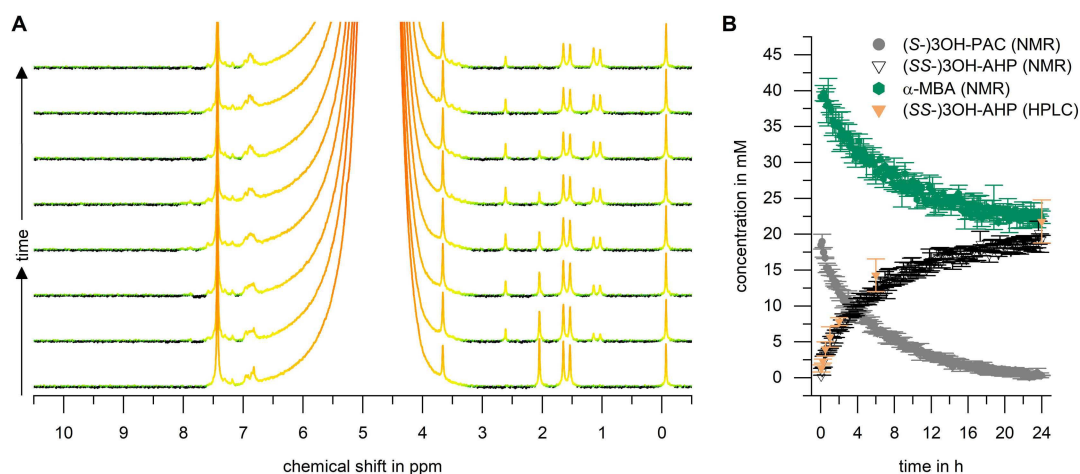 A
time
10 9 8 7 6 5 4 3 2 1 0
chemical shift in ppm
B
(S-)3OH-PAC (NMR)
(SS-)3OH-AHP (NMR)
α-MBA (NMR)
(SS-)3OH-AHP (HPLC)
concentration in mM
45
40
35
30
25
20
15
10
5
0
0 4 8 12 16 20 24
time in h